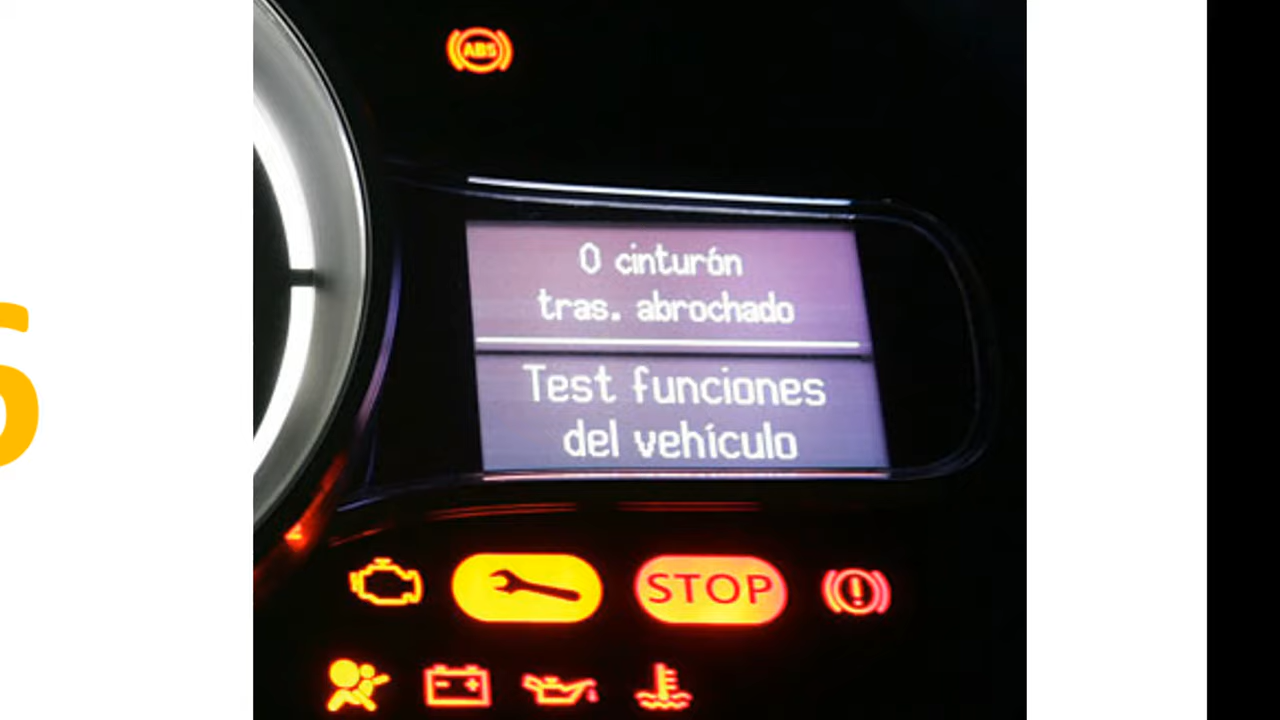 ABS
0 cinturón
tras. abrochado
Test funciones
del vehículo
STOP